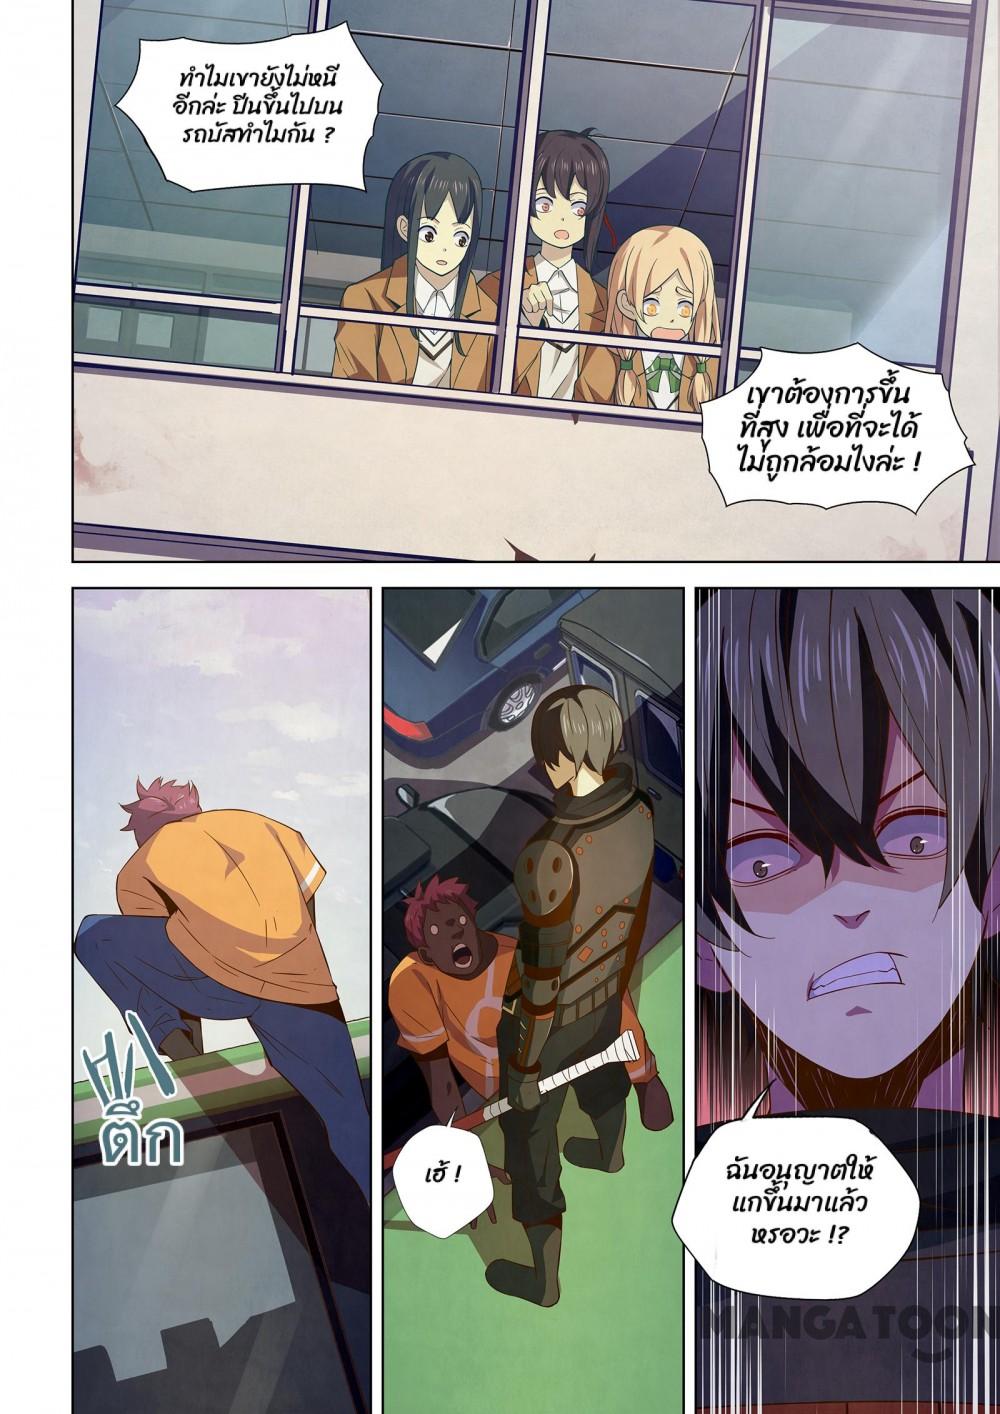 ทำไมเขายังไม่หนี
อีกล่ะ ปีนขึ้นไปบน
รถบัสทำไมกัน ?
เขาต้องการขึ้น
ที่สูง เพื่อที่จะได้
ไม่ถูกล้อมไงล่ะ !
ตึก
เฮ้ !
ฉันอนุญาตให้
แกขึ้นมาแล้ว
หรอวะ !?
MANGATOON